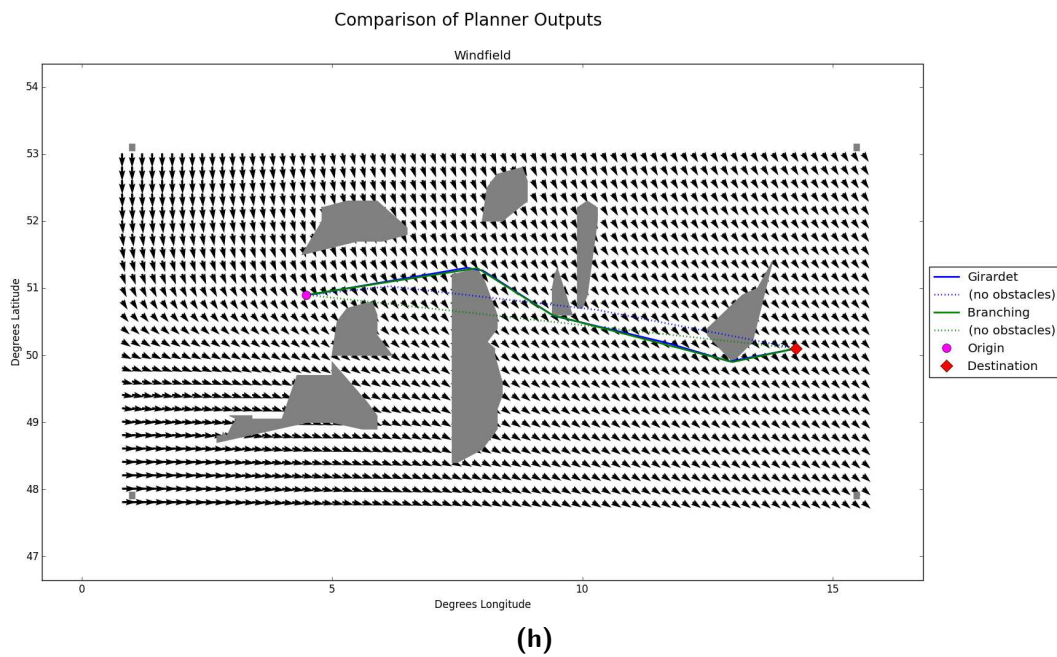 Comparison of Planner Outputs
Windfield
54
53
52
51
50
49
48
47
Degrees Latitude
0 5 10 15
Degrees Longitude
Girardet
(no obstacles)
Branching
(no obstacles)
Origin
Destination
(h)